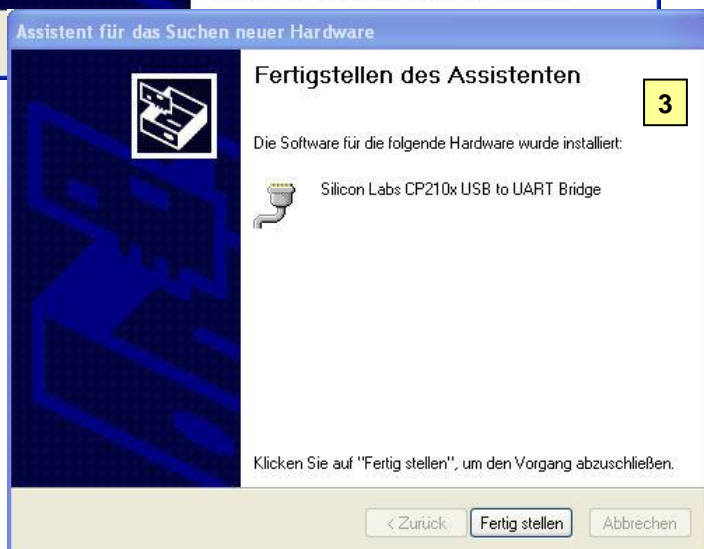 Assistent für das Suchen neuer Hardware
Fertigstellen des Assistenten
3
Die Software für die folgende Hardware wurde installiert:
Silicon Labs CP210x USB to UART Bridge
Klicken Sie auf "Fertig stellen", um den Vorgang abzuschließen.
< Zurück
Fertig stellen
Abbrechen